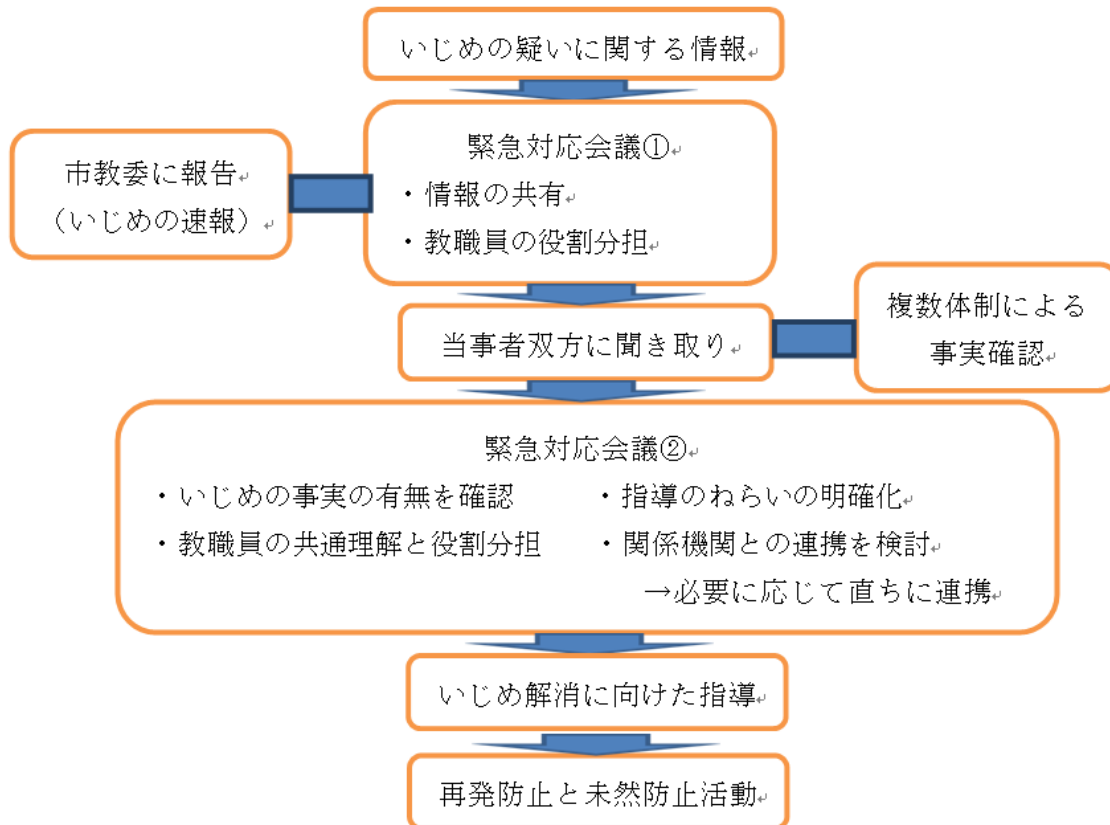 いじめの疑いに関する情報
緊急対応会議①
・情報の共有
・教職員の役割分担
市教委に報告
（いじめの速報）
当事者双方に聞き取り
複数体制による
事実確認
緊急対応会議②
・いじめの事実の有無を確認　・指導のねらいの明確化
・教職員の共通理解と役割分担　・関係機関との連携を検討
→必要に応じて直ちに連携
いじめ解消に向けた指導
再発防止と未然防止活動